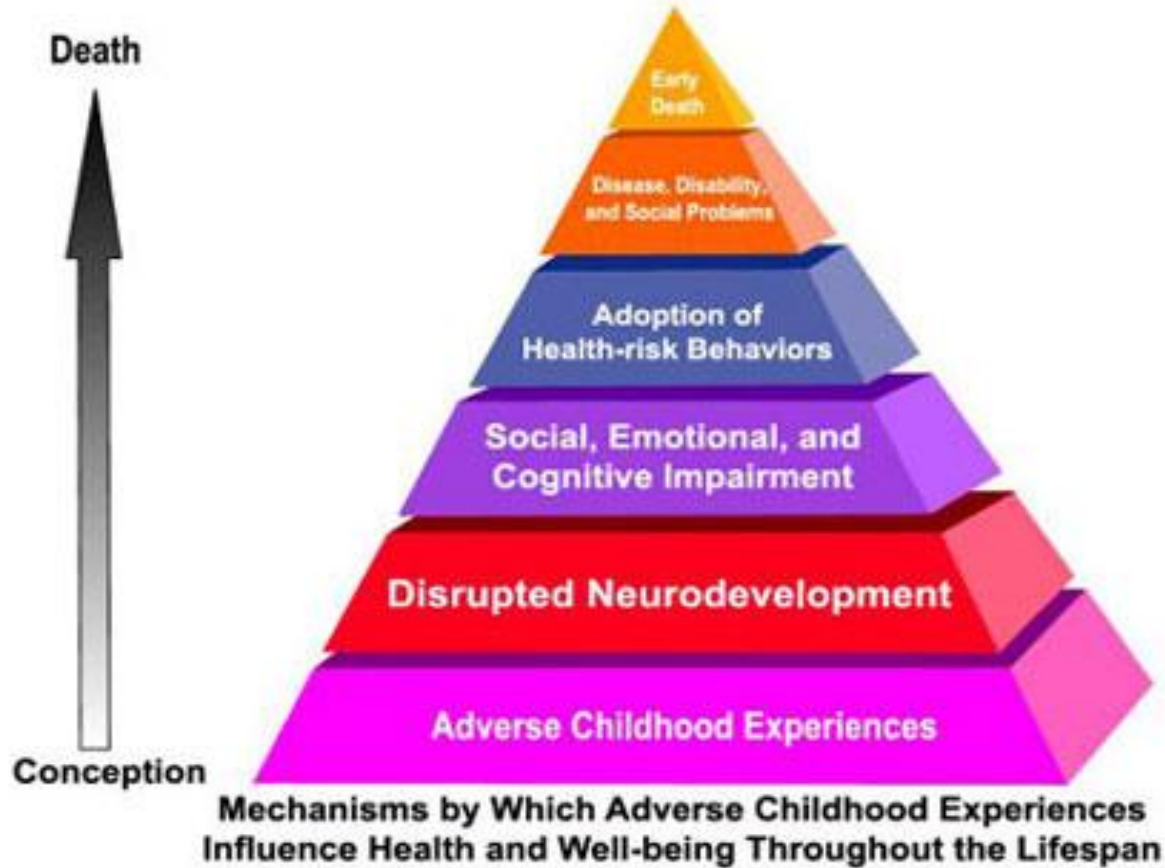 Death
Early
Death
Disease, Disability,
and Social Problems
Adoption of
Health-risk Behaviors
Social, Emotional, and
Cognitive Impairment
Disrupted Neurodevelopment
Adverse Childhood Experiences
Conception
Mechanisms by Which Adverse Childhood Experiences
Influence Health and Well-being Throughout the Lifespan